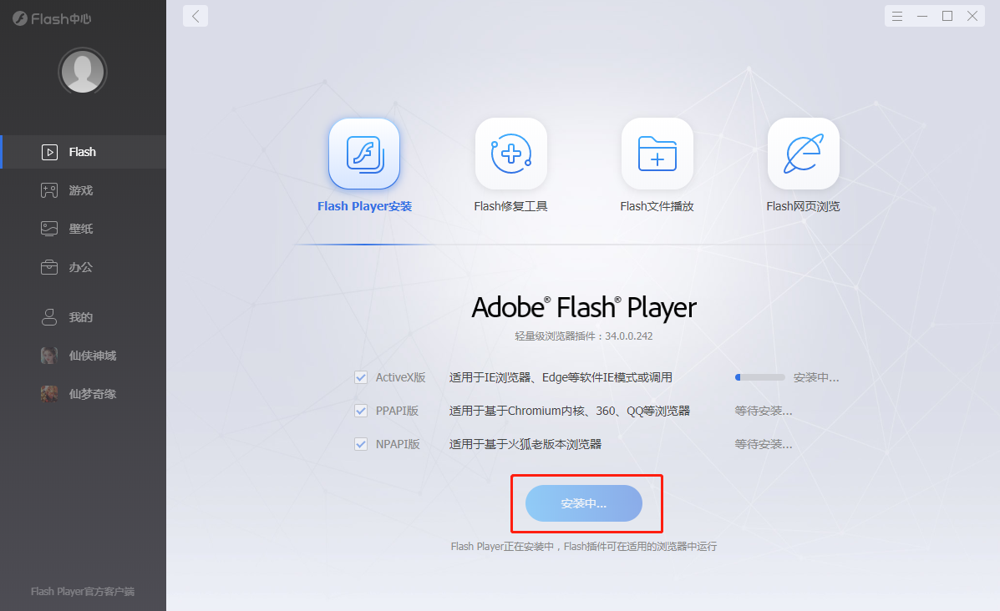 Flash中心
Flash
游戏
壁纸
办公
我的
仙侠神域
仙梦奇缘
Flash Player官方客户端
Flash Player安装
Flash修复工具
Flash文件播放
Flash网页浏览
Adobe® Flash® Player
轻量级浏览器插件：34.0.0.242
ActiveX版 适用于IE浏览器、Edge等软件IE模式或调用 安装中...
PPAPI版 适用于基于Chromium内核、360、QQ等浏览器 等待安装...
NPAPI版 适用于基于火狐老版本浏览器 等待安装...
安装中...
Flash Player正在安装中，Flash插件可在适用的浏览器中运行